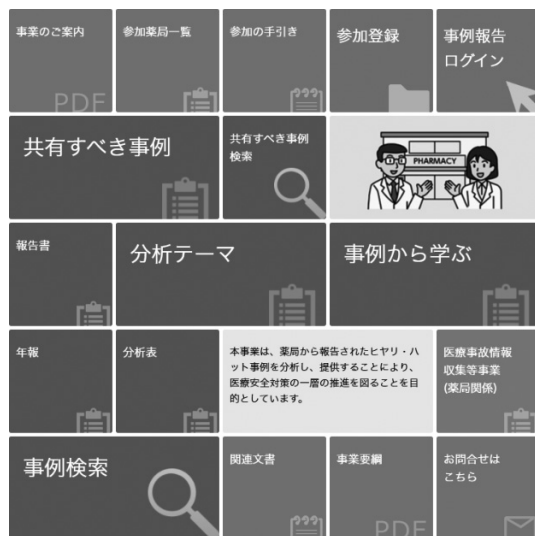 事業のご案内
PDF
参加薬局一覧
参加の手引き
参加登録
事例報告
ログイン
共有すべき事例
共有すべき事例
検索
PHARMACY
報告書
分析テーマ
事例から学ぶ
年報
分析表
本事業は、薬局から報告されたヒヤリ・ハ
ット事例を分析し、提供することにより、
医療安全対策の一層の推進を図ることを目
的としています。
医療事故情報
収集等事業
(薬局関係)
事例検索
関連文書
事業要綱
PDF
お問合せは
こちら